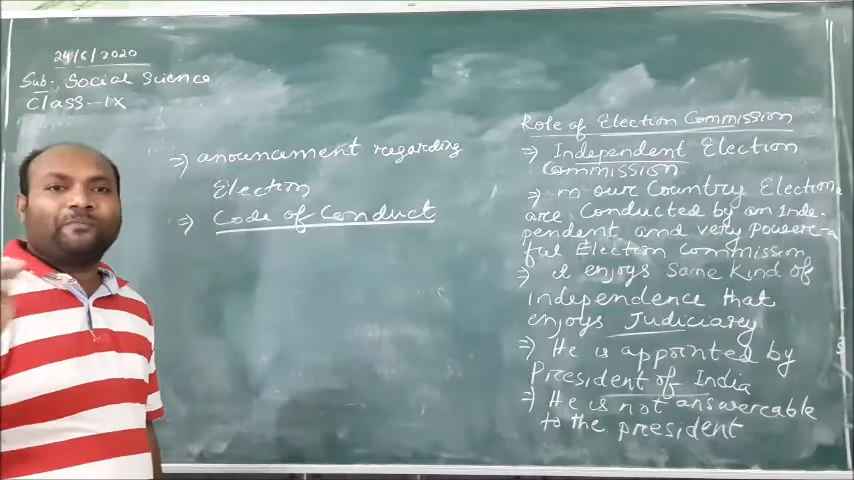 24/6/2020
Sub- Social Science
Class-IX
=> anouncement regarding
Election
=> Code of Conduct
Role of Election Commission
=> Independent Election
Commission.
=> in our Country Elections
are Conducted by an Inde-
pendent and very power-
ful Election Commission
=> it enjoys same kind of
independence that
enjoys Judiciary
=> He is appointed by
President of India
=> He is not answerable
to the president